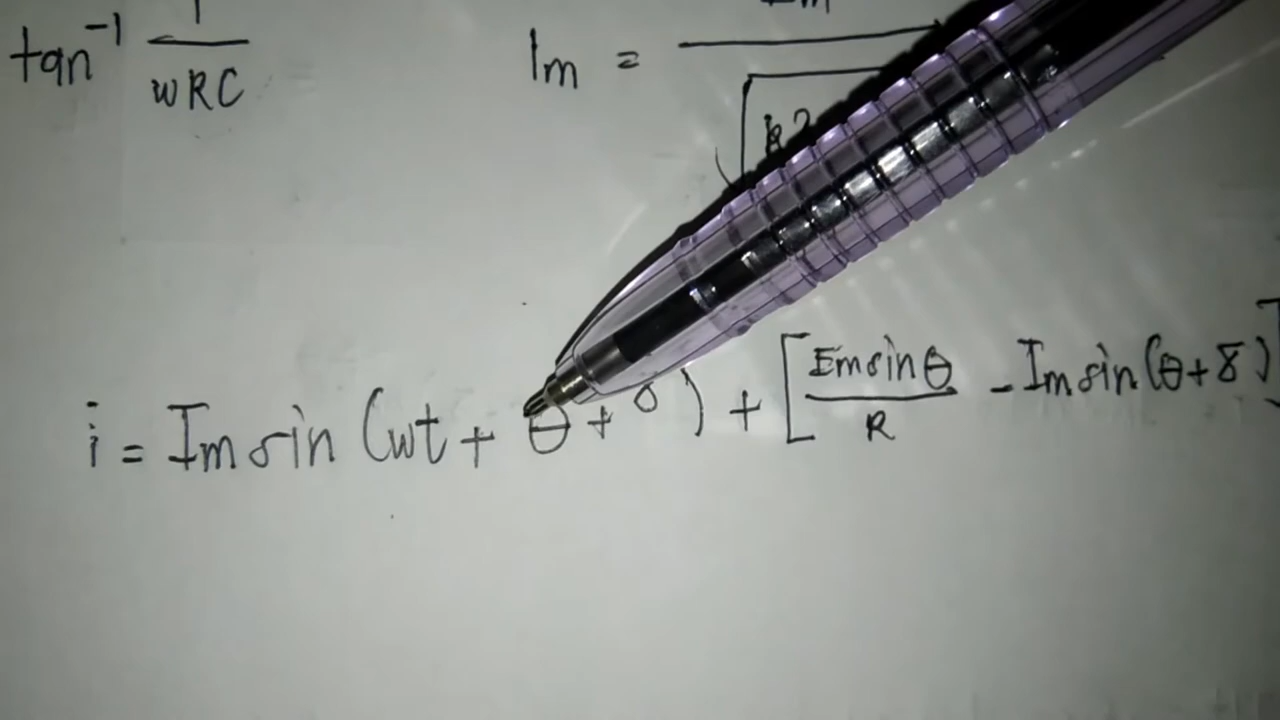 tan⁻¹ 1/wRC
Im =
R²
i = Im sin (wt + θ + δ) + [Em sin θ / R - Im sin (θ + δ)]